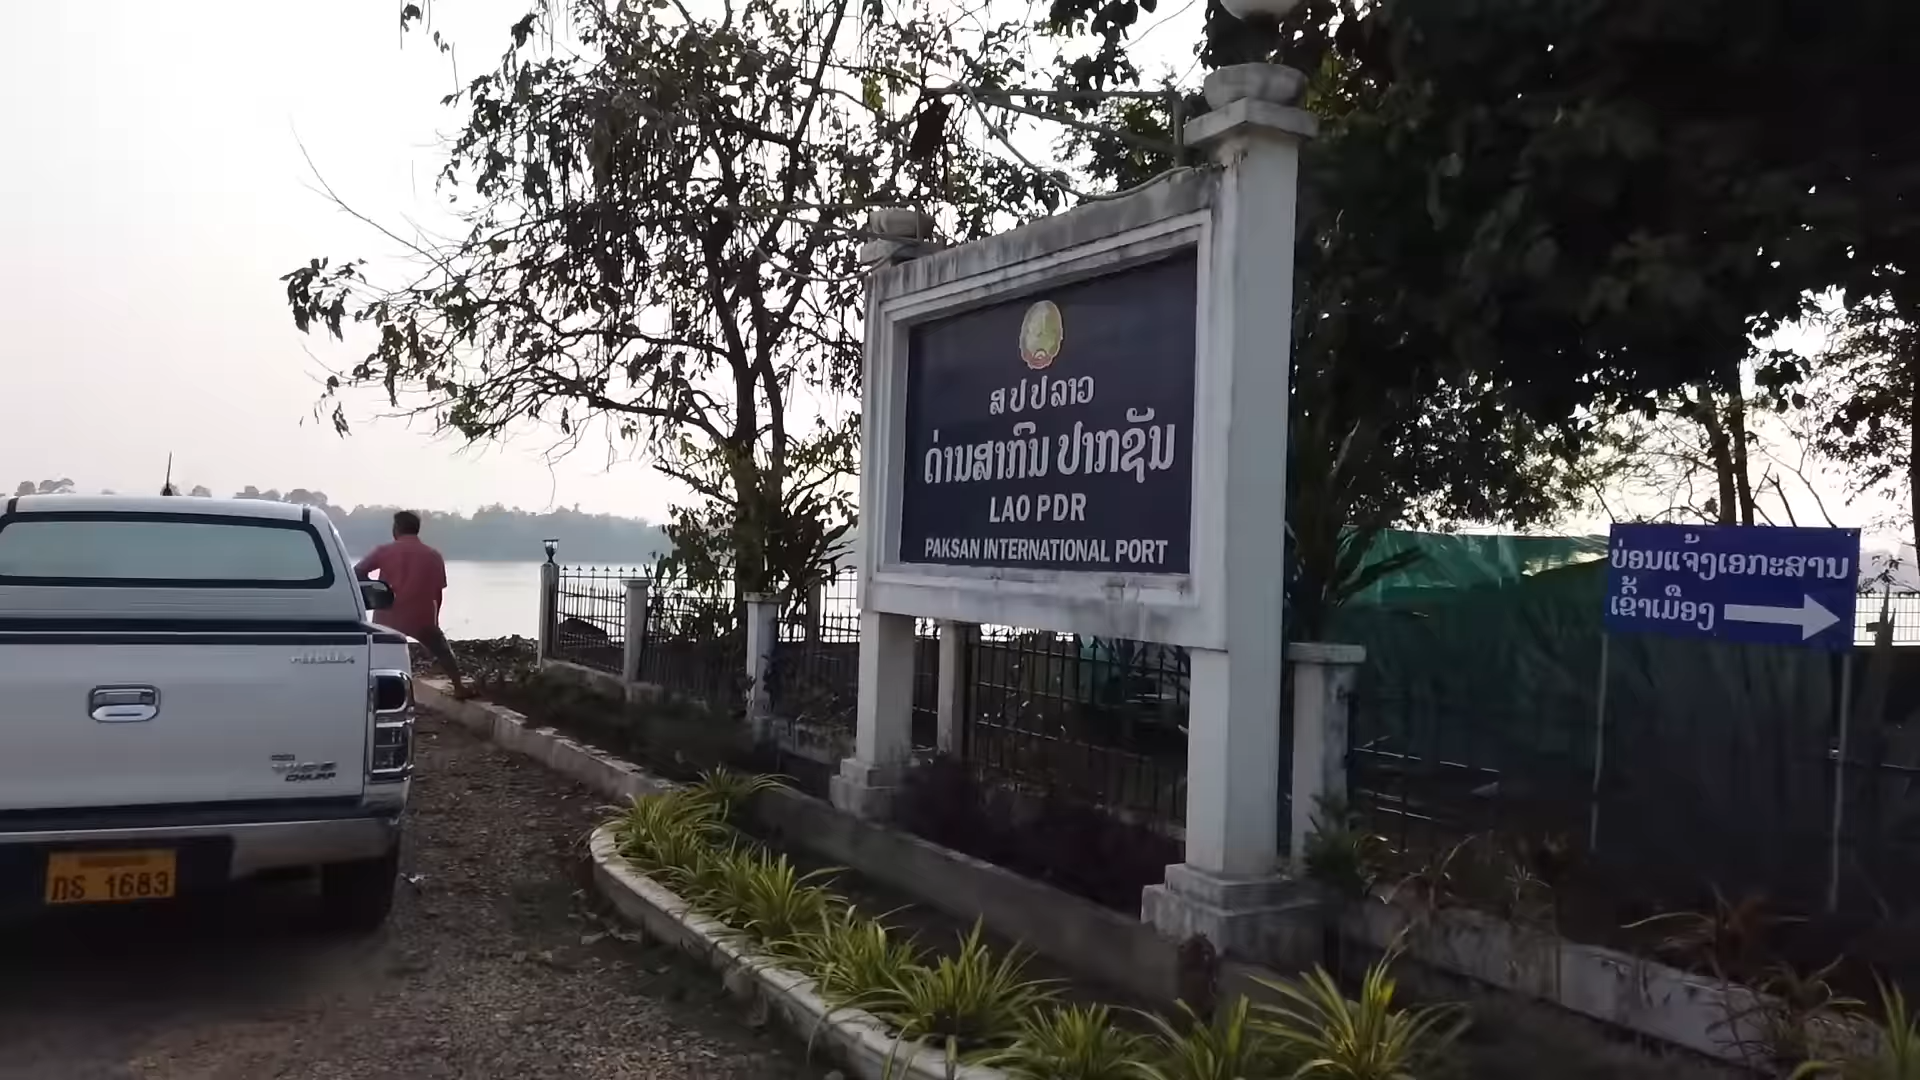 ສ ປ ປ ລາວ
ດ່ານສາກົນ ປາກຊັນ
LAO PDR
PAKSAN INTERNATIONAL PORT
ບ່ອນແຈ້ງເອກະສານ
ເຂົ້າເມືອງ
ກຣ 1683